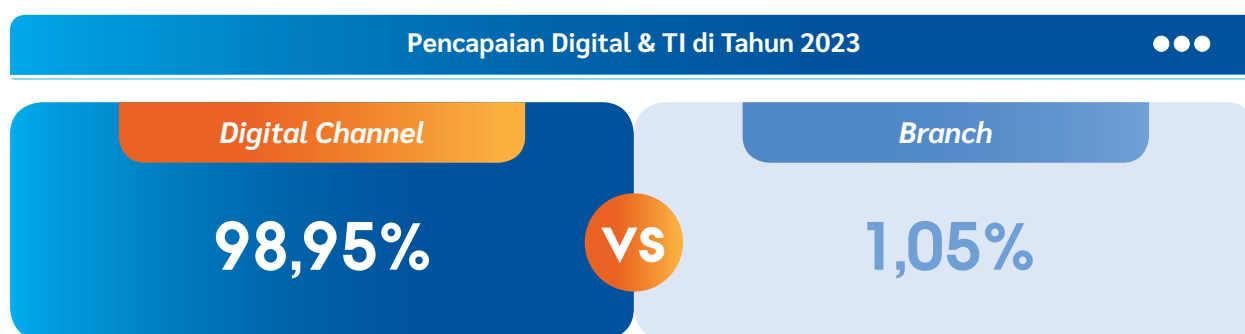 Pencapaian Digital & TI di Tahun 2023
Digital Channel
98,95%
VS
Branch
1,05%